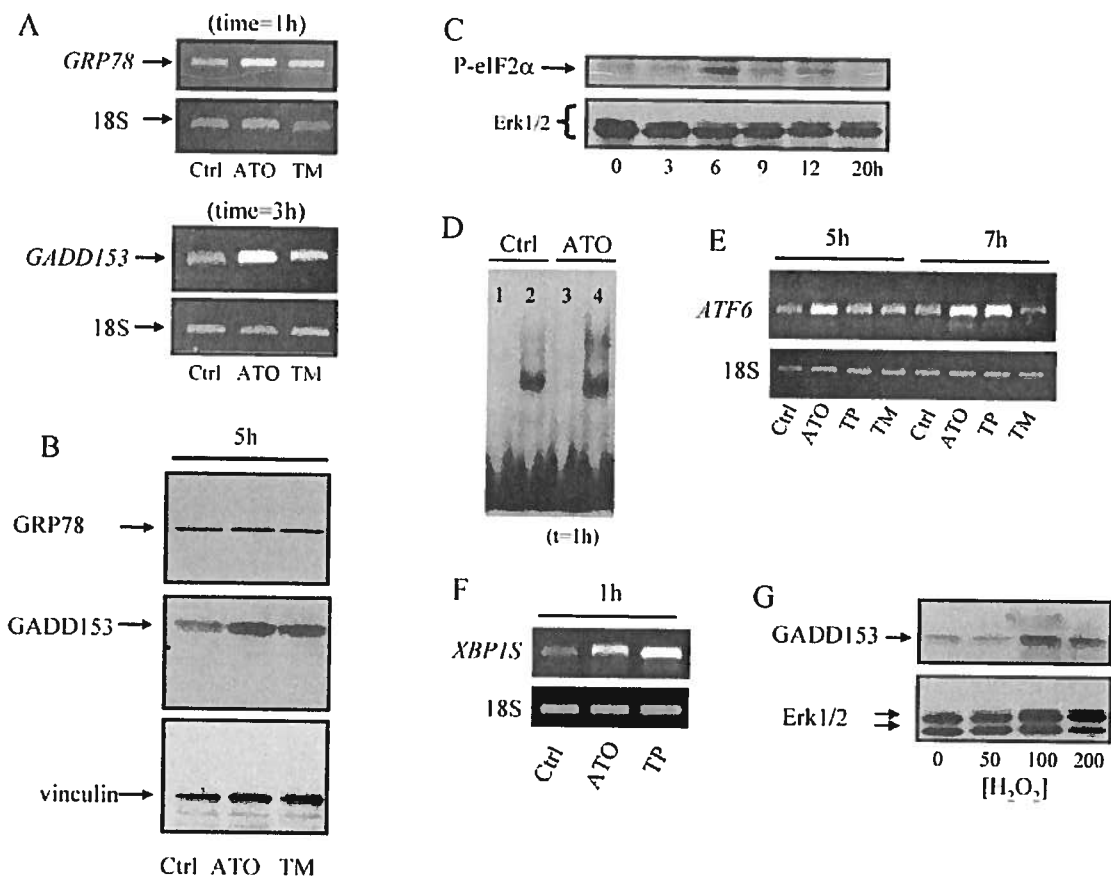 A
(time=1h)
GRP78
18S
Ctrl ATO TM
(time=3h)
GADD153
18S
Ctrl ATO TM
B
5h
GRP78
GADD153
vinculin
Ctrl ATO TM
C
P-eIF2α
Erk1/2
0 3 6 9 12 20h
D
Ctrl ATO
1 2 3 4
(t=1h)
E
5h 7h
ATF6
18S
Ctrl ATO TP TM Ctrl ATO TP TM
F
1h
XBP1S
18S
Ctrl ATO TP
G
GADD153
Erk1/2
0 50 100 200
[H₂O₂]